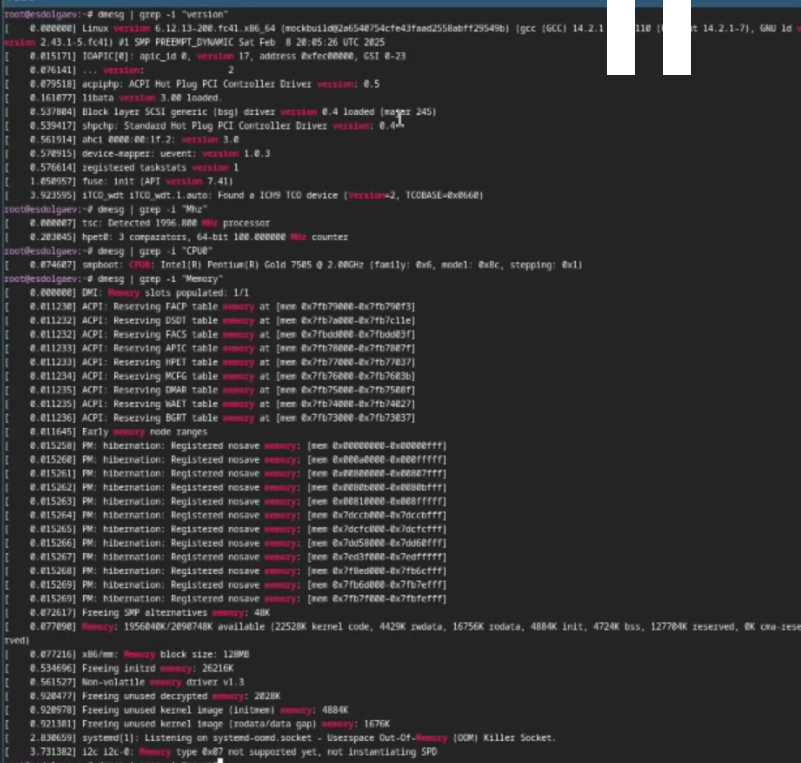 root@esdolgaev:~# dmesg | grep -i "version"
[    0.000000] Linux version 6.12.13-200.fc41.x86_64 (mockbuild@2a6540754cfe43faad2558abff29549b) (gcc (GCC) 14.2.1 110 ( t 14.2.1-7), GNU ld v
ersion 2.43.1-5.fc41) #1 SMP PREEMPT_DYNAMIC Sat Feb  8 20:05:26 UTC 2025
[    0.015171] IOAPIC[0]: apic_id 0, version 17, address 0xfec00000, GSI 0-23
[    0.076141] ... version:                2
[    0.079518] acpiphp: ACPI Hot Plug PCI Controller Driver version: 0.5
[    0.161077] libata version 3.00 loaded.
[    0.537804] Block layer SCSI generic (bsg) driver version 0.4 loaded (major 245)
[    0.539417] shpchp: Standard Hot Plug PCI Controller Driver version: 0.4
[    0.561914] ahci 0000:00:1f.2: version 3.0
[    0.570915] device-mapper: uevent: version 1.0.3
[    0.576614] registered taskstats version 1
[    1.050957] fuse: init (API version 7.41)
[    3.923595] iTCO_wdt iTCO_wdt.1.auto: Found a ICH9 TCO device (Version=2, TCOBASE=0x0660)
root@esdolgaev:~# dmesg | grep -i "Mhz"
[    0.000007] tsc: Detected 1996.800 MHz processor
[    0.203045] hpet0: 3 comparators, 64-bit 100.000000 MHz counter
root@esdolgaev:~# dmesg | grep -i "CPU0"
[    0.074607] smpboot: CPU0: Intel(R) Pentium(R) Gold 7505 @ 2.00GHz (family: 0x6, model: 0x8c, stepping: 0x1)
root@esdolgaev:~# dmesg | grep -i "Memory"
[    0.000000] DMI: Memory slots populated: 1/1
[    0.011230] ACPI: Reserving FACP table memory at [mem 0x7fb79000-0x7fb790f3]
[    0.011232] ACPI: Reserving DSDT table memory at [mem 0x7fb7a000-0x7fb7c11e]
[    0.011232] ACPI: Reserving FACS table memory at [mem 0x7fbdd000-0x7fbdd03f]
[    0.011233] ACPI: Reserving APIC table memory at [mem 0x7fb78000-0x7fb7807f]
[    0.011233] ACPI: Reserving HPET table memory at [mem 0x7fb77000-0x7fb77037]
[    0.011234] ACPI: Reserving MCFG table memory at [mem 0x7fb76000-0x7fb7603b]
[    0.011235] ACPI: Reserving DMAR table memory at [mem 0x7fb75000-0x7fb7508f]
[    0.011235] ACPI: Reserving WAET table memory at [mem 0x7fb74000-0x7fb74027]
[    0.011236] ACPI: Reserving BGRT table memory at [mem 0x7fb73000-0x7fb73037]
[    0.011645] Early memory node ranges
[    0.015258] PM: hibernation: Registered nosave memory: [mem 0x00000000-0x00000fff]
[    0.015260] PM: hibernation: Registered nosave memory: [mem 0x000a0000-0x000fffff]
[    0.015261] PM: hibernation: Registered nosave memory: [mem 0x00800000-0x00807fff]
[    0.015262] PM: hibernation: Registered nosave memory: [mem 0x0080b000-0x0080bfff]
[    0.015263] PM: hibernation: Registered nosave memory: [mem 0x00810000-0x008fffff]
[    0.015264] PM: hibernation: Registered nosave memory: [mem 0x7dccb000-0x7dccbfff]
[    0.015265] PM: hibernation: Registered nosave memory: [mem 0x7dcfc000-0x7dcfcfff]
[    0.015266] PM: hibernation: Registered nosave memory: [mem 0x7dd58000-0x7dd60fff]
[    0.015267] PM: hibernation: Registered nosave memory: [mem 0x7ed3f000-0x7edfffff]
[    0.015268] PM: hibernation: Registered nosave memory: [mem 0x7f8ed000-0x7fb6cfff]
[    0.015269] PM: hibernation: Registered nosave memory: [mem 0x7fb6d000-0x7fb7efff]
[    0.015269] PM: hibernation: Registered nosave memory: [mem 0x7fb7f000-0x7fbfefff]
[    0.072617] Freeing SMP alternatives memory: 48K
[    0.077090] Memory: 1956040K/2090748K available (22528K kernel code, 4429K rwdata, 16756K rodata, 4884K init, 4724K bss, 127704K reserved, 0K cma-rese
rved)
[    0.077216] x86/mm: Memory block size: 128MB
[    0.534696] Freeing initrd memory: 26216K
[    0.561527] Non-volatile memory driver v1.3
[    0.920477] Freeing unused decrypted memory: 2028K
[    0.920978] Freeing unused kernel image (initmem) memory: 4884K
[    0.921381] Freeing unused kernel image (rodata/data gap) memory: 1676K
[    2.830659] systemd[1]: Listening on systemd-oomd.socket - Userspace Out-Of-Memory (OOM) Killer Socket.
[    3.731382] i2c i2c-0: Memory type 0x07 not supported yet, not instantiating SPD